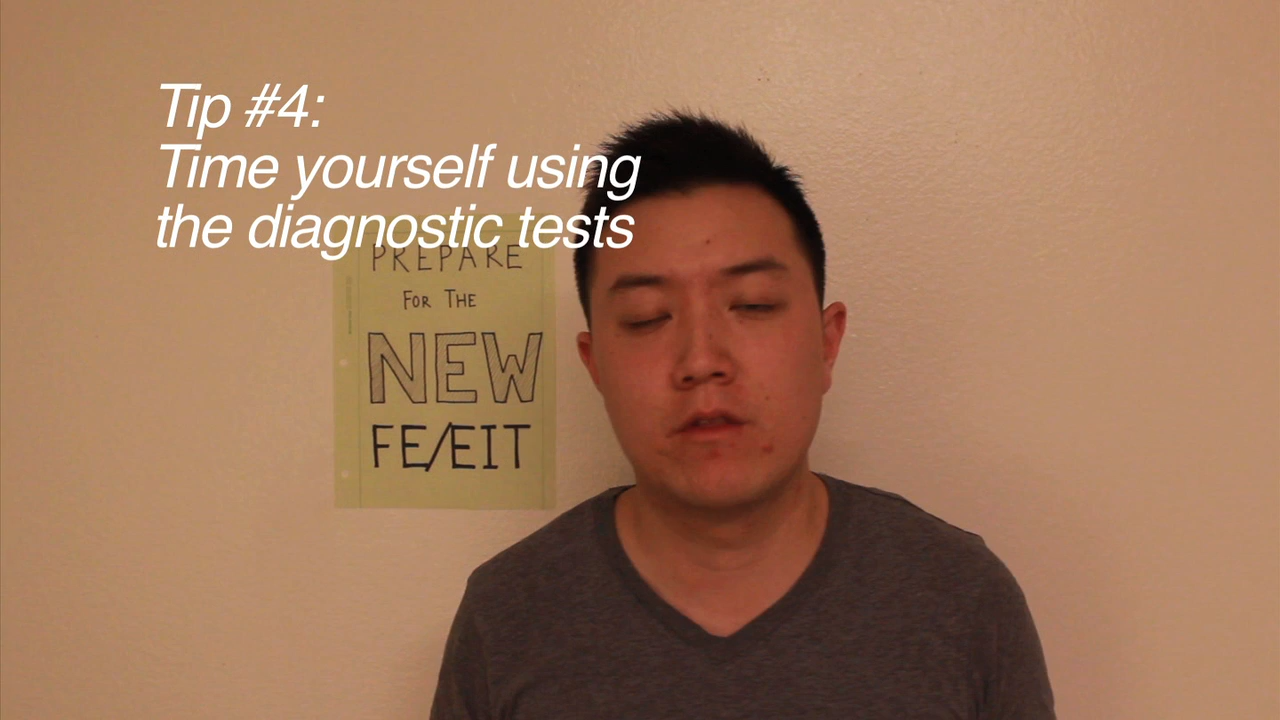 Tip #4:
Time yourself using
the diagnostic tests
PREPARE
FOR THE
NEW
FE/EIT